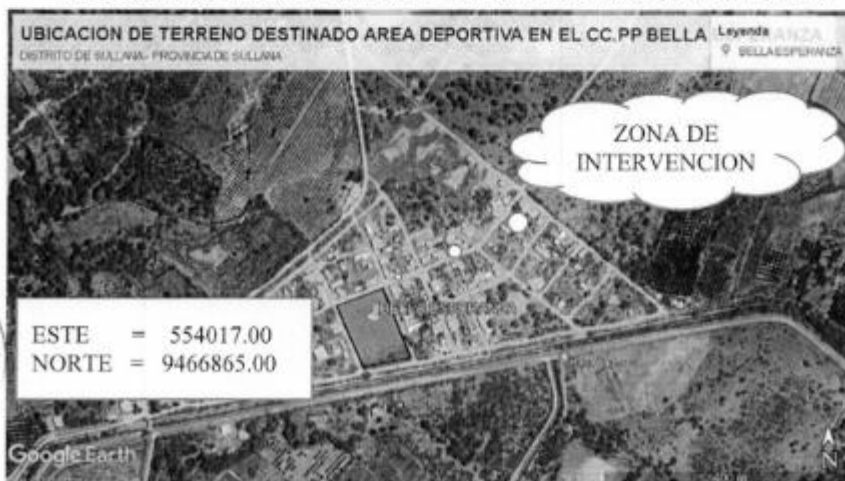 UBICACION DE TERRENO DESTINADO AREA DEPORTIVA EN EL CC.PP BELLA
DISTRITO DE SULLANA- PROVINCIA DE SULLANA
Leyenda
BELLA ESPERANZA
ZONA DE
INTERVENCION
ESTE = 554017.00
NORTE = 9466865.00
Google Earth
N